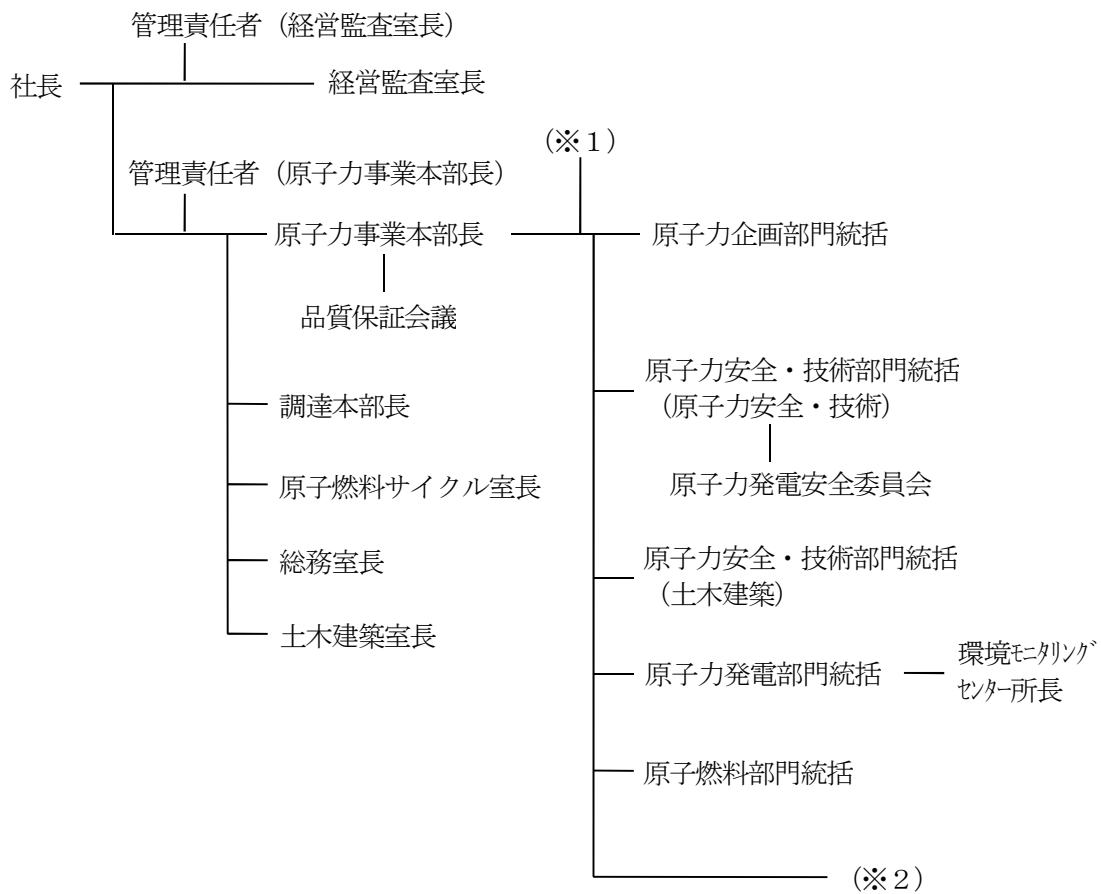 管理責任者（経営監査室長）
社長
経営監査室長
（※１）
管理責任者（原子力事業本部長）
原子力事業本部長
原子力企画部門統括
品質保証会議
原子力安全・技術部門統括
（原子力安全・技術）
調達本部長
原子力発電安全委員会
原子燃料サイクル室長
原子力安全・技術部門統括
（土木建築）
総務室長
土木建築室長
原子力発電部門統括
環境ﾓﾆﾀﾘﾝｸﾞ
ｾﾝﾀｰ所長
原子燃料部門統括
（※２）